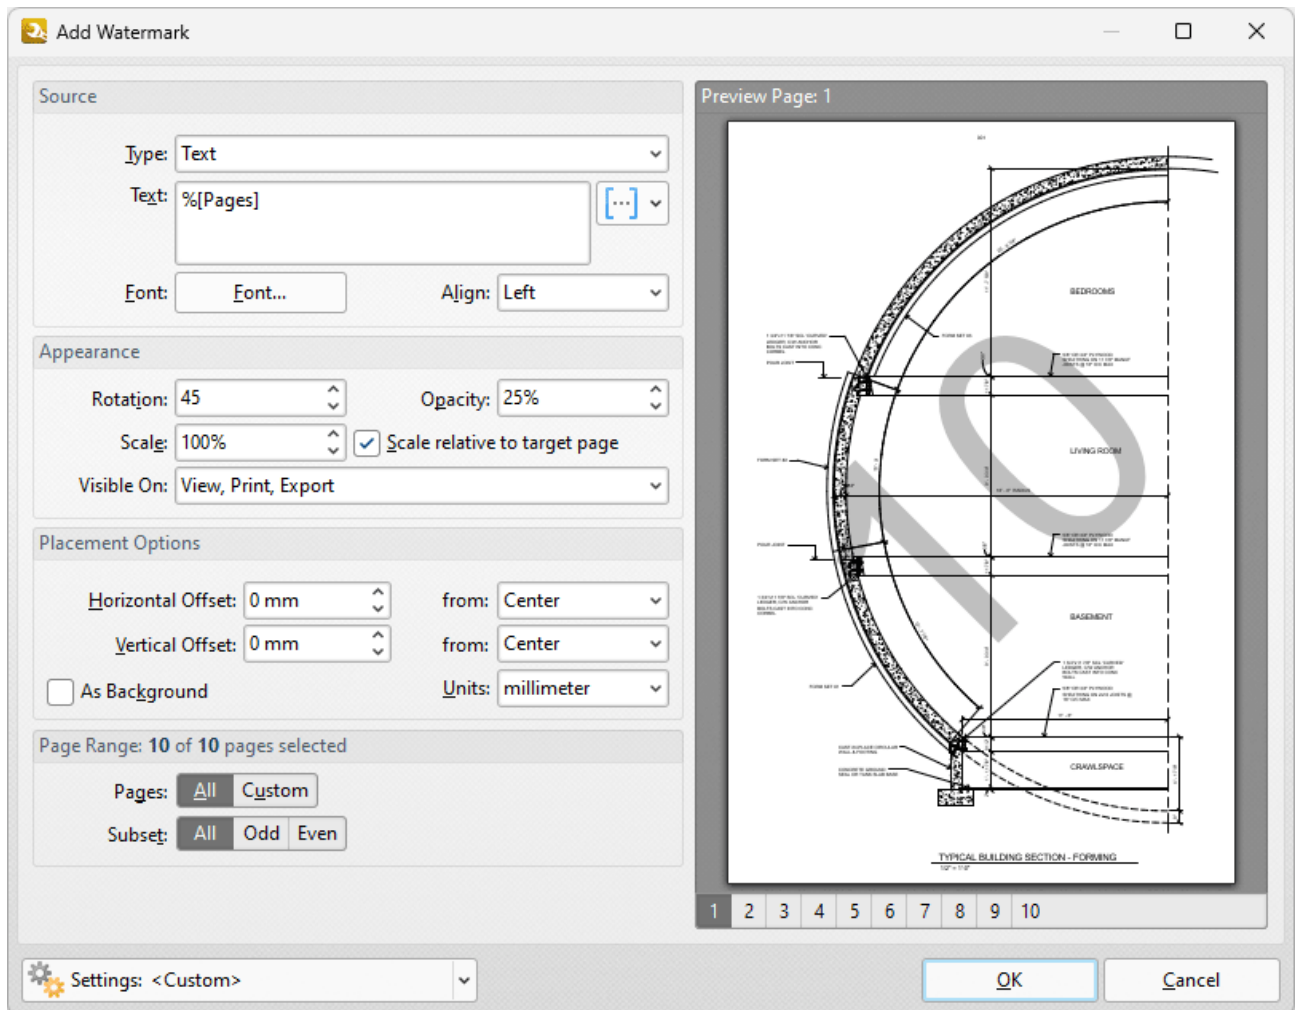 Add Watermark
Source
Type: Text
Text: %[Pages]
[...]
Font: Font... Align: Left
Appearance
Rotation: 45 Opacity: 25%
Scale: 100% Scale relative to target page
Visible On: View, Print, Export
Placement Options
Horizontal Offset: 0 mm from: Center
Vertical Offset: 0 mm from: Center
As Background Units: millimeter
Page Range: 10 of 10 pages selected
Pages: All Custom
Subset: All Odd Even
Preview Page: 1
BEDROOMS
10
LIVING ROOM
BASEMENT
CRAWLSPACE
TYPICAL BUILDING SECTION - FORMING
1 2 3 4 5 6 7 8 9 10
Settings: <Custom>
OK Cancel